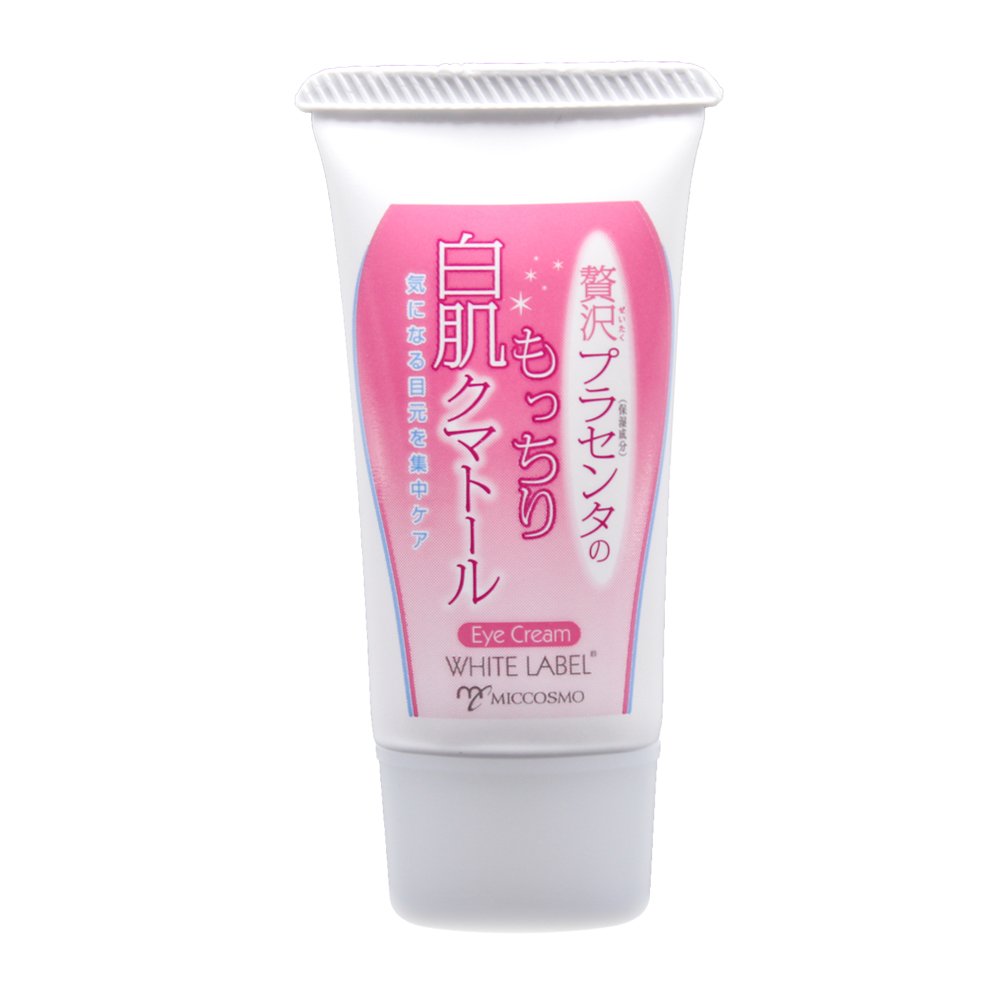 贅沢プラセンタの
せいたく
(保湿成分)
もっちり
白肌クマトール
気になる目元を集中ケア
Eye Cream
WHITE LABEL®
MICCOSMO